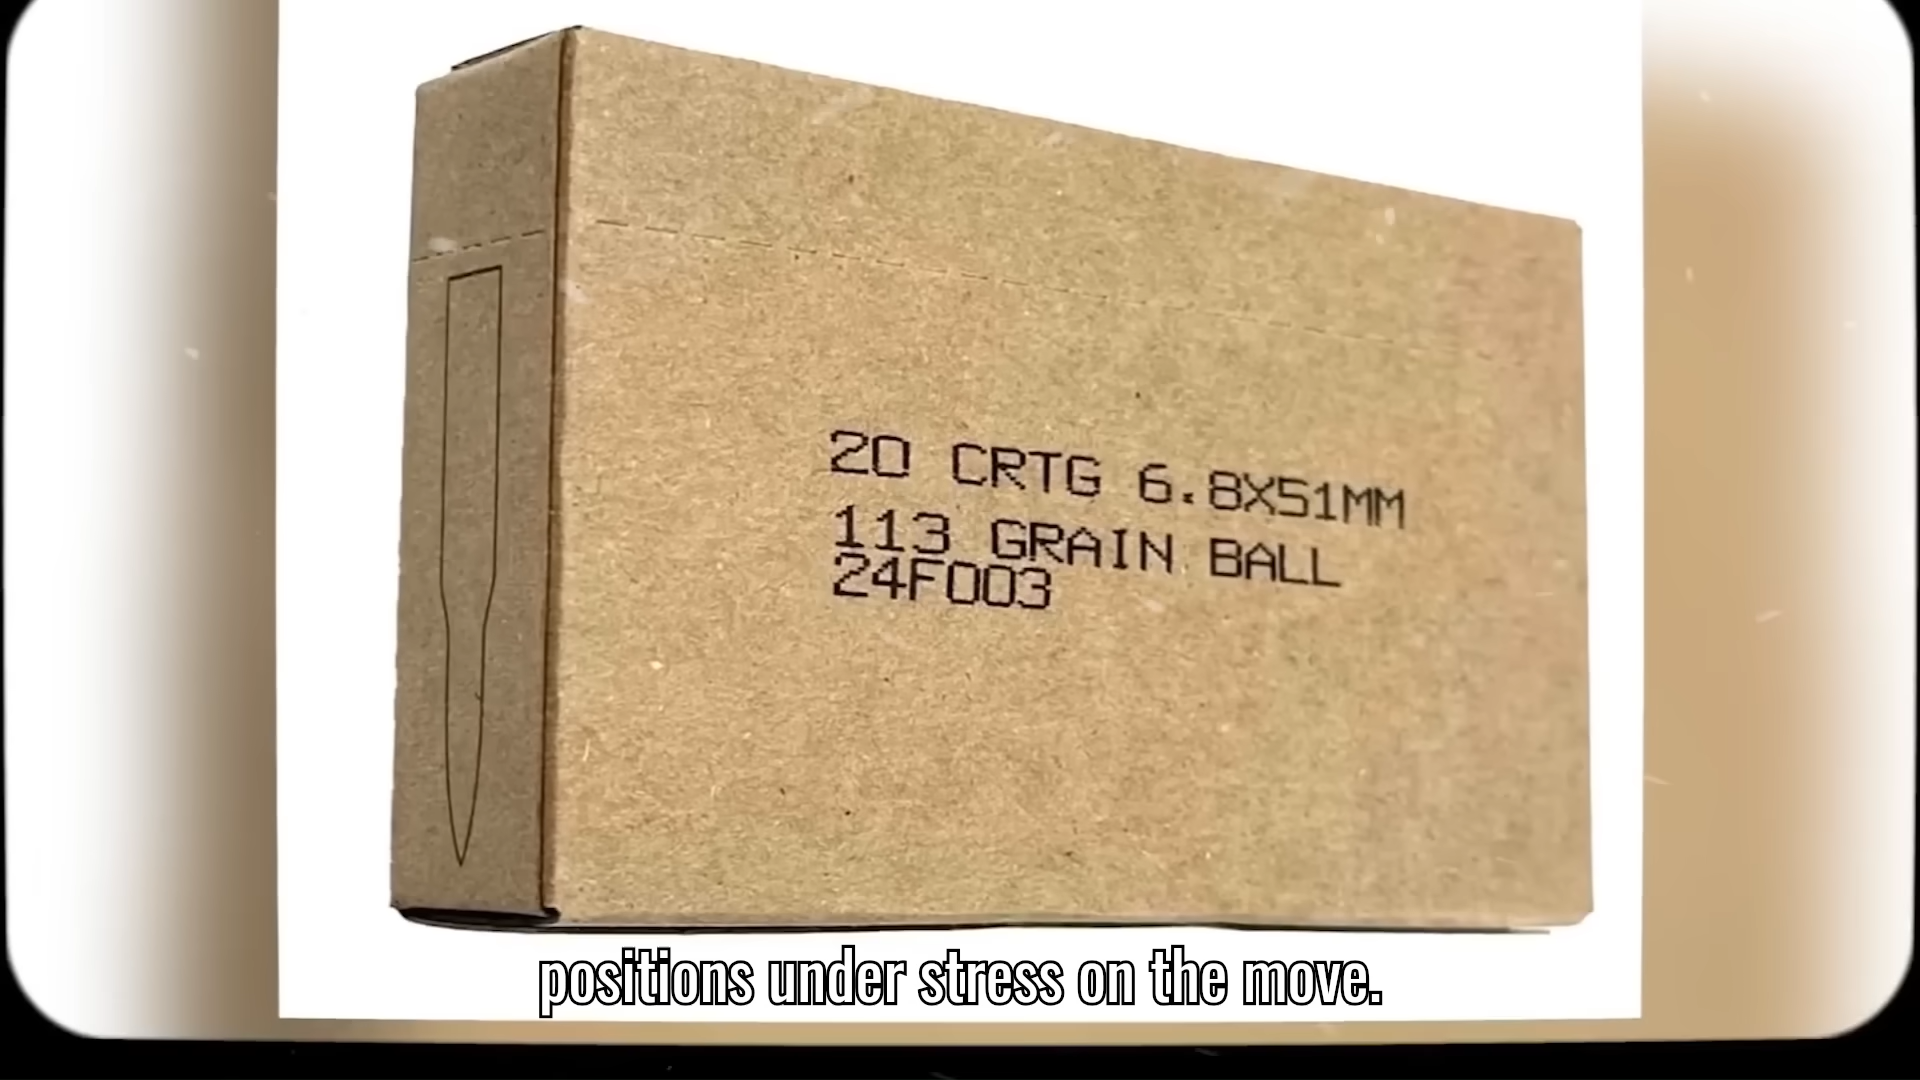 20 CRTG 6.8X51MM
113 GRAIN BALL
24F003
positions under stress on the move.